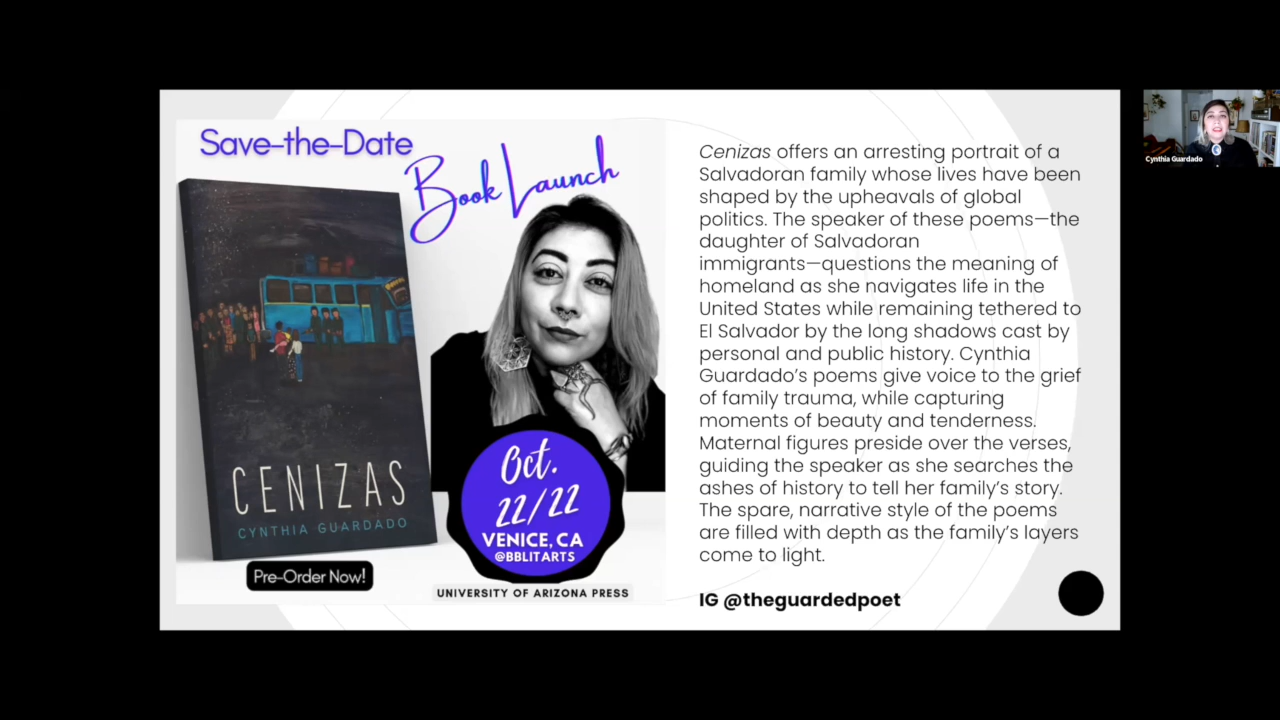 Save-the-Date
Book Launch
CENIZAS
CYNTHIA GUARDADO
Pre-Order Now!
Oct.
22/22
VENICE, CA
@BBLITARTS
UNIVERSITY OF ARIZONA PRESS
Cenizas offers an arresting portrait of a
Salvadoran family whose lives have been
shaped by the upheavals of global
politics. The speaker of these poems—the
daughter of Salvadoran
immigrants—questions the meaning of
homeland as she navigates life in the
United States while remaining tethered to
El Salvador by the long shadows cast by
personal and public history. Cynthia
Guardado’s poems give voice to the grief
of family trauma, while capturing
moments of beauty and tenderness.
Maternal figures preside over the verses,
guiding the speaker as she searches the
ashes of history to tell her family’s story.
The spare, narrative style of the poems
are filled with depth as the family’s layers
come to light.
IG @theguardedpoet
Cynthia Guardado